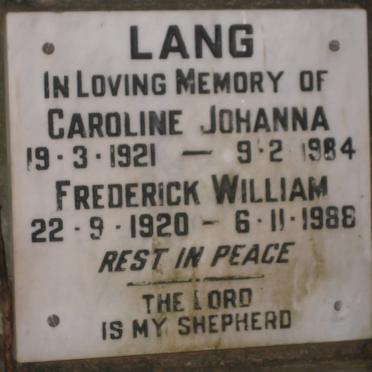 LANG
IN LOVING MEMORY OF
CAROLINE JOHANNA
19·3·1921 — 9·2 1984
FREDERICK WILLIAM
22·9·1920 – 6·11·1988
REST IN PEACE
THE LORD
IS MY SHEPHERD